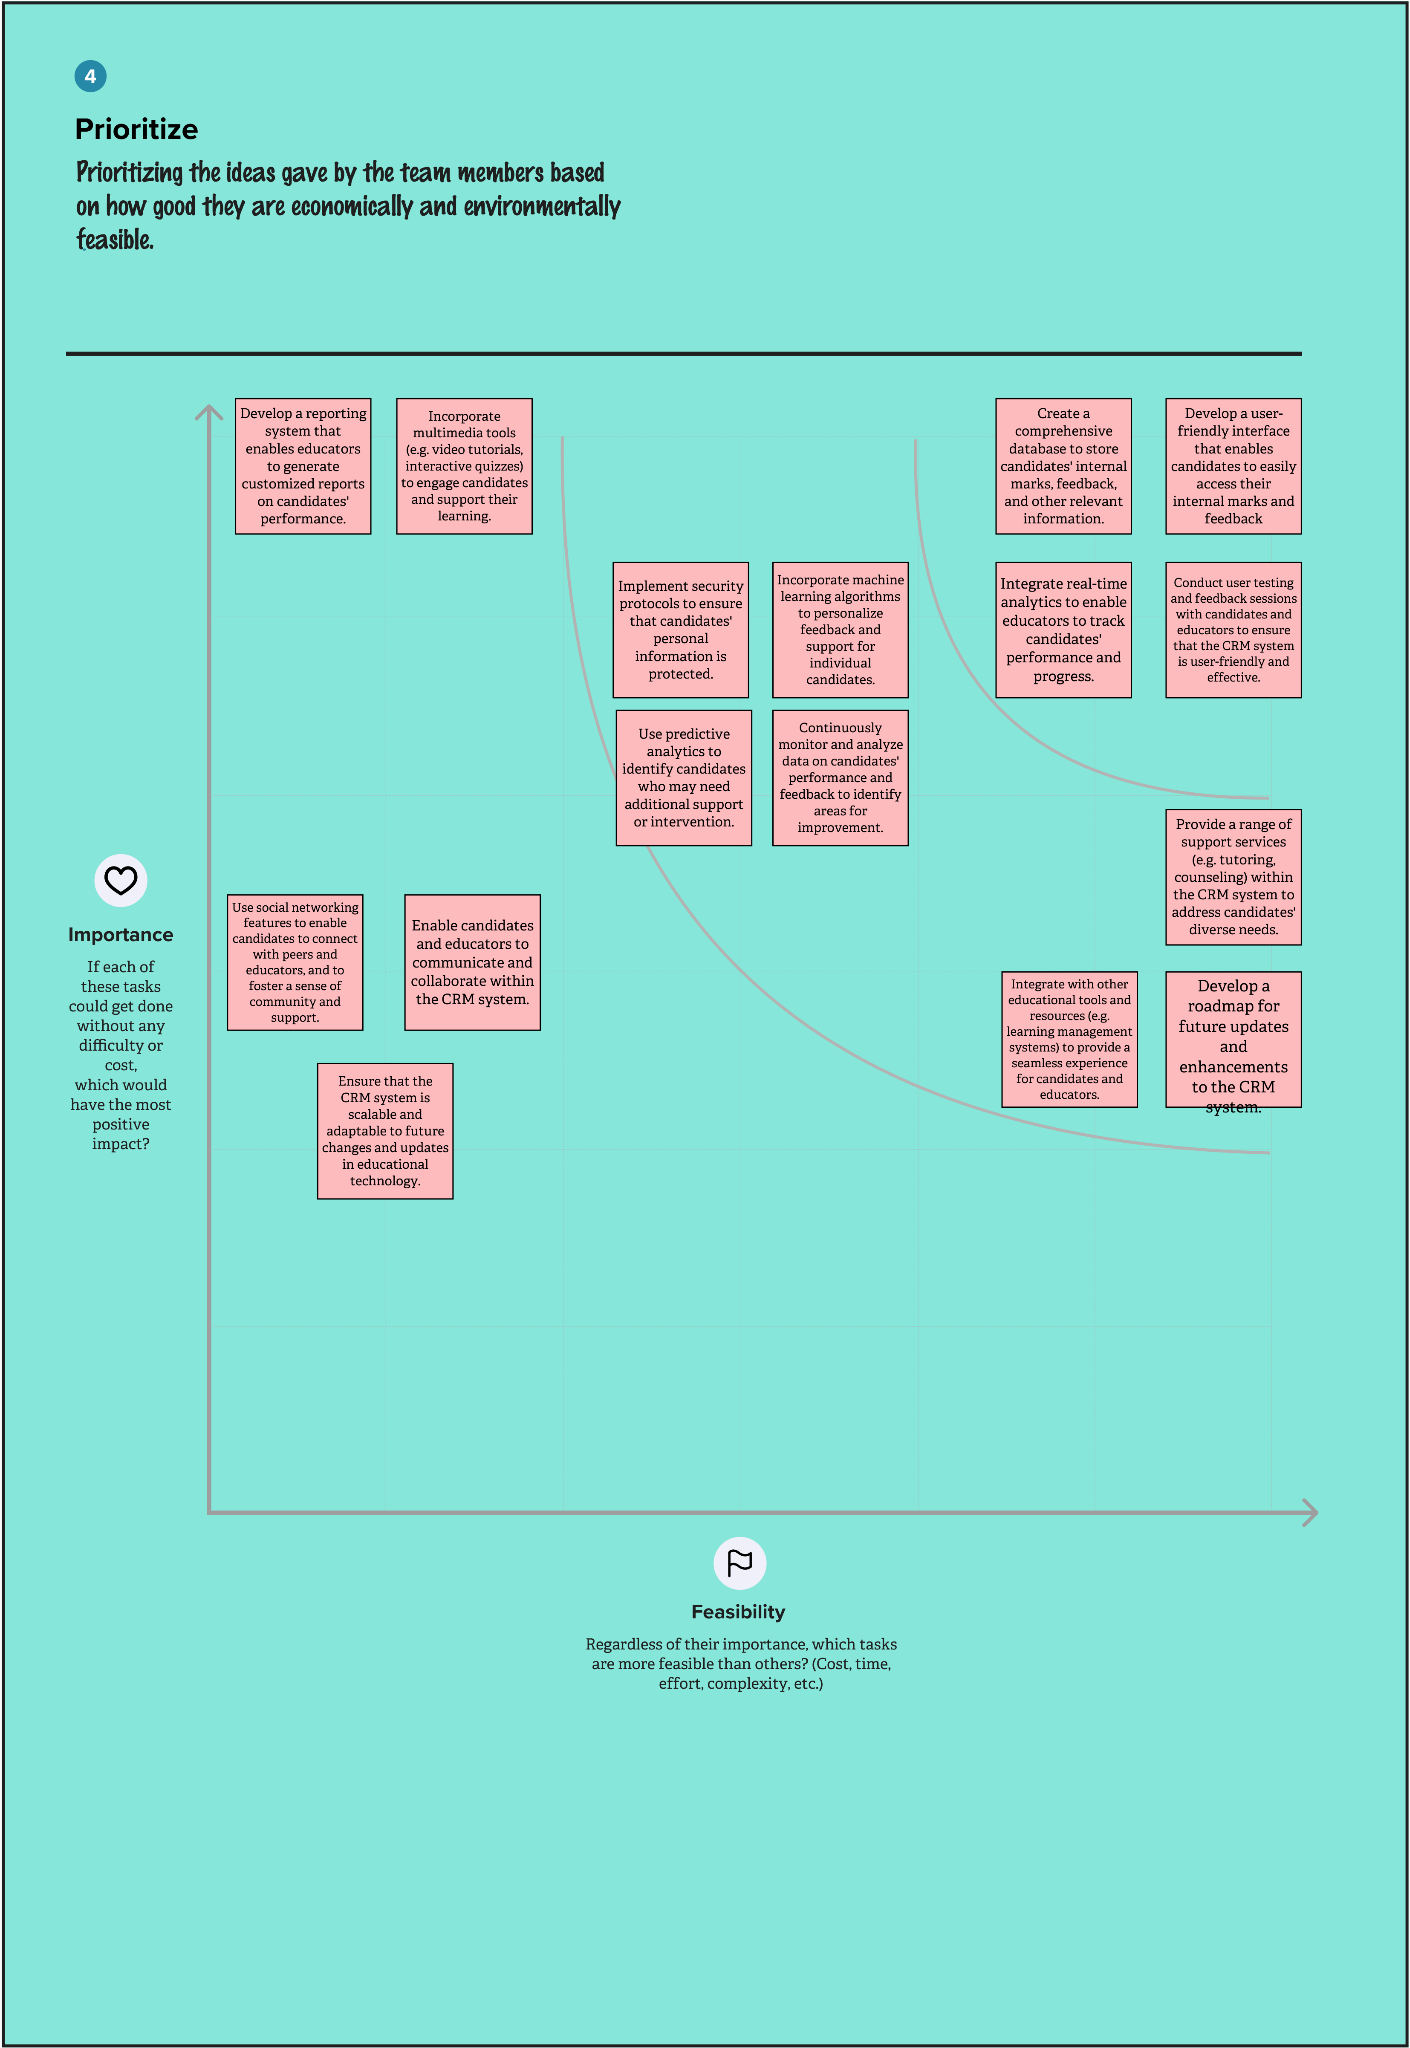 4
Prioritize
Prioritizing the ideas gave by the team members based
on how good they are economically and environmentally
feasible.
Develop a reporting
system that
enables educators
to generate
customized reports
on candidates'
performance.
Incorporate
multimedia tools
(e.g. video tutorials,
interactive quizzes)
to engage candidates
and support their
learning.
Create a
comprehensive
database to store
candidates' internal
marks, feedback,
and other relevant
information.
Develop a user-
friendly interface
that enables
candidates to easily
access their
internal marks and
feedback
Implement security
protocols to ensure
that candidates'
personal
information is
protected.
Incorporate machine
learning algorithms
to personalize
feedback and
support for
individual
candidates.
Integrate real-time
analytics to enable
educators to track
candidates'
performance and
progress.
Conduct user testing
and feedback sessions
with candidates and
educators to ensure
that the CRM system
is user-friendly and
effective.
Use predictive
analytics to
identify candidates
who may need
additional support
or intervention.
Continuously
monitor and analyze
data on candidates'
performance and
feedback to identify
areas for
improvement.
Provide a range of
support services
(e.g. tutoring,
counseling) within
the CRM system to
address candidates'
diverse needs.
Use social networking
features to enable
candidates to connect
with peers and
educators, and to
foster a sense of
community and
support.
Enable candidates
and educators to
communicate and
collaborate within
the CRM system.
Integrate with other
educational tools and
resources (e.g.
learning management
systems) to provide a
seamless experience
for candidates and
educators.
Develop a
roadmap for
future updates
and
enhancements
to the CRM
system.
Ensure that the
CRM system is
scalable and
adaptable to future
changes and updates
in educational
technology.
Importance
If each of
these tasks
could get done
without any
difficulty or
cost,
which would
have the most
positive
impact?
Feasibility
Regardless of their importance, which tasks
are more feasible than others? (Cost, time,
effort, complexity, etc.)